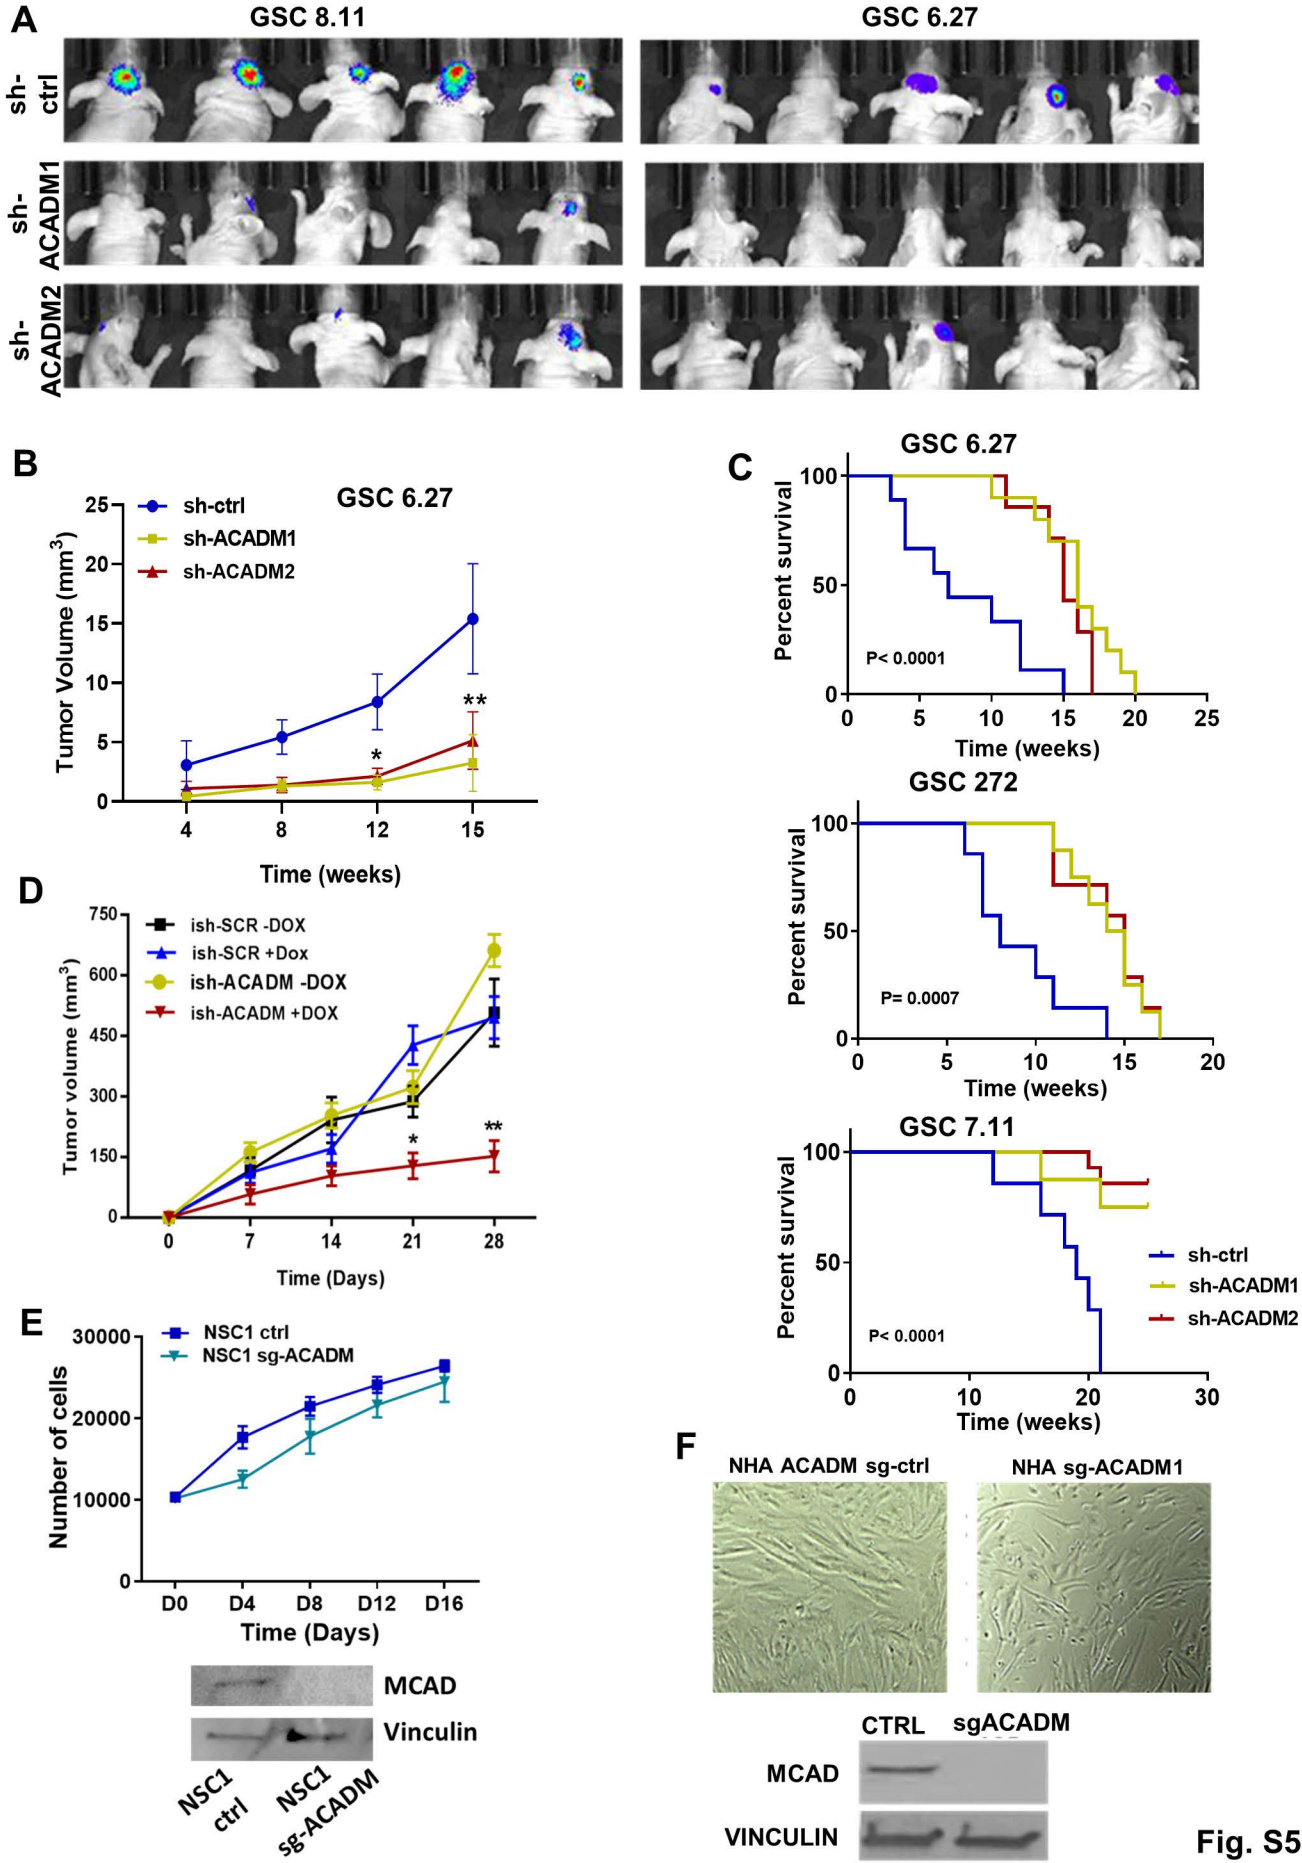 A
GSC 8.11
GSC 6.27
sh-
ctrl
sh-
ACADM1
sh-
ACADM2
B
GSC 6.27
sh-ctrl
sh-ACADM1
sh-ACADM2
Tumor Volume (mm3)
25
20
15
10
5
0
*
**
4 8 12 15
Time (weeks)
C
GSC 6.27
Percent survival
100
50
0
P< 0.0001
0 5 10 15 20 25
Time (weeks)
GSC 272
Percent survival
100
50
0
P= 0.0007
0 5 10 15 20
Time (weeks)
GSC 7.11
Percent survival
100
50
0
P< 0.0001
0 10 20 30
Time (weeks)
sh-ctrl
sh-ACADM1
sh-ACADM2
D
ish-SCR -DOX
ish-SCR +Dox
ish-ACADM -DOX
ish-ACADM +DOX
Tumor volume (mm3)
750
600
450
300
150
0
*
**
0 7 14 21 28
Time (Days)
E
NSC1 ctrl
NSC1 sg-ACADM
Number of cells
30000
20000
10000
0
D0 D4 D8 D12 D16
Time (Days)
MCAD
Vinculin
NSC1
ctrl
NSC1
sg-ACADM
F
NHA ACADM sg-ctrl
NHA sg-ACADM1
CTRL sgACADM
MCAD
VINCULIN
Fig. S5